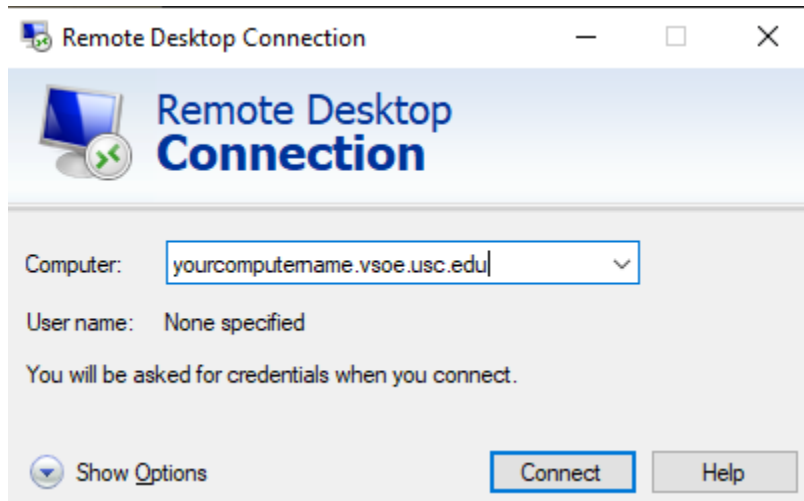 Remote Desktop Connection
Remote Desktop
Connection
Computer: yourcomputername.vsoe.usc.edu
User name: None specified
You will be asked for credentials when you connect.
Show Options Connect Help